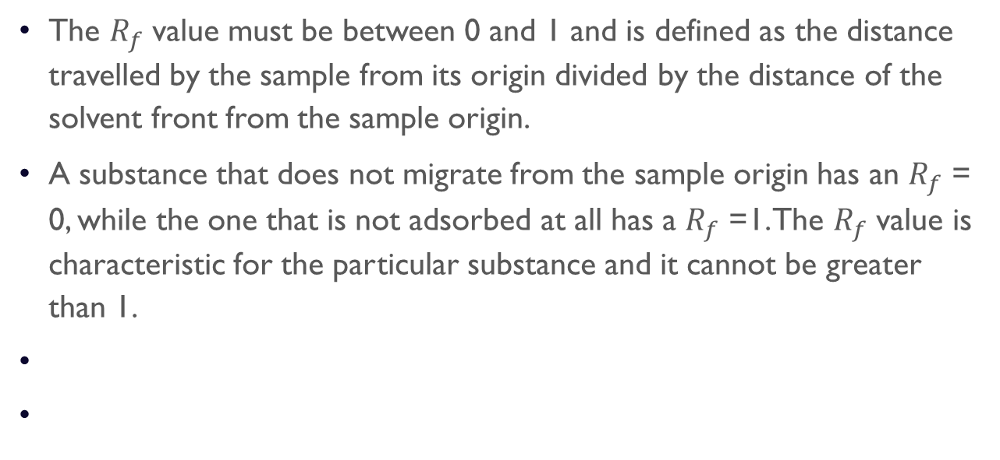 • The R_f value must be between 0 and 1 and is defined as the distance
travelled by the sample from its origin divided by the distance of the
solvent front from the sample origin.
• A substance that does not migrate from the sample origin has an R_f =
0, while the one that is not adsorbed at all has a R_f =1. The R_f value is
characteristic for the particular substance and it cannot be greater
than 1.
•
•